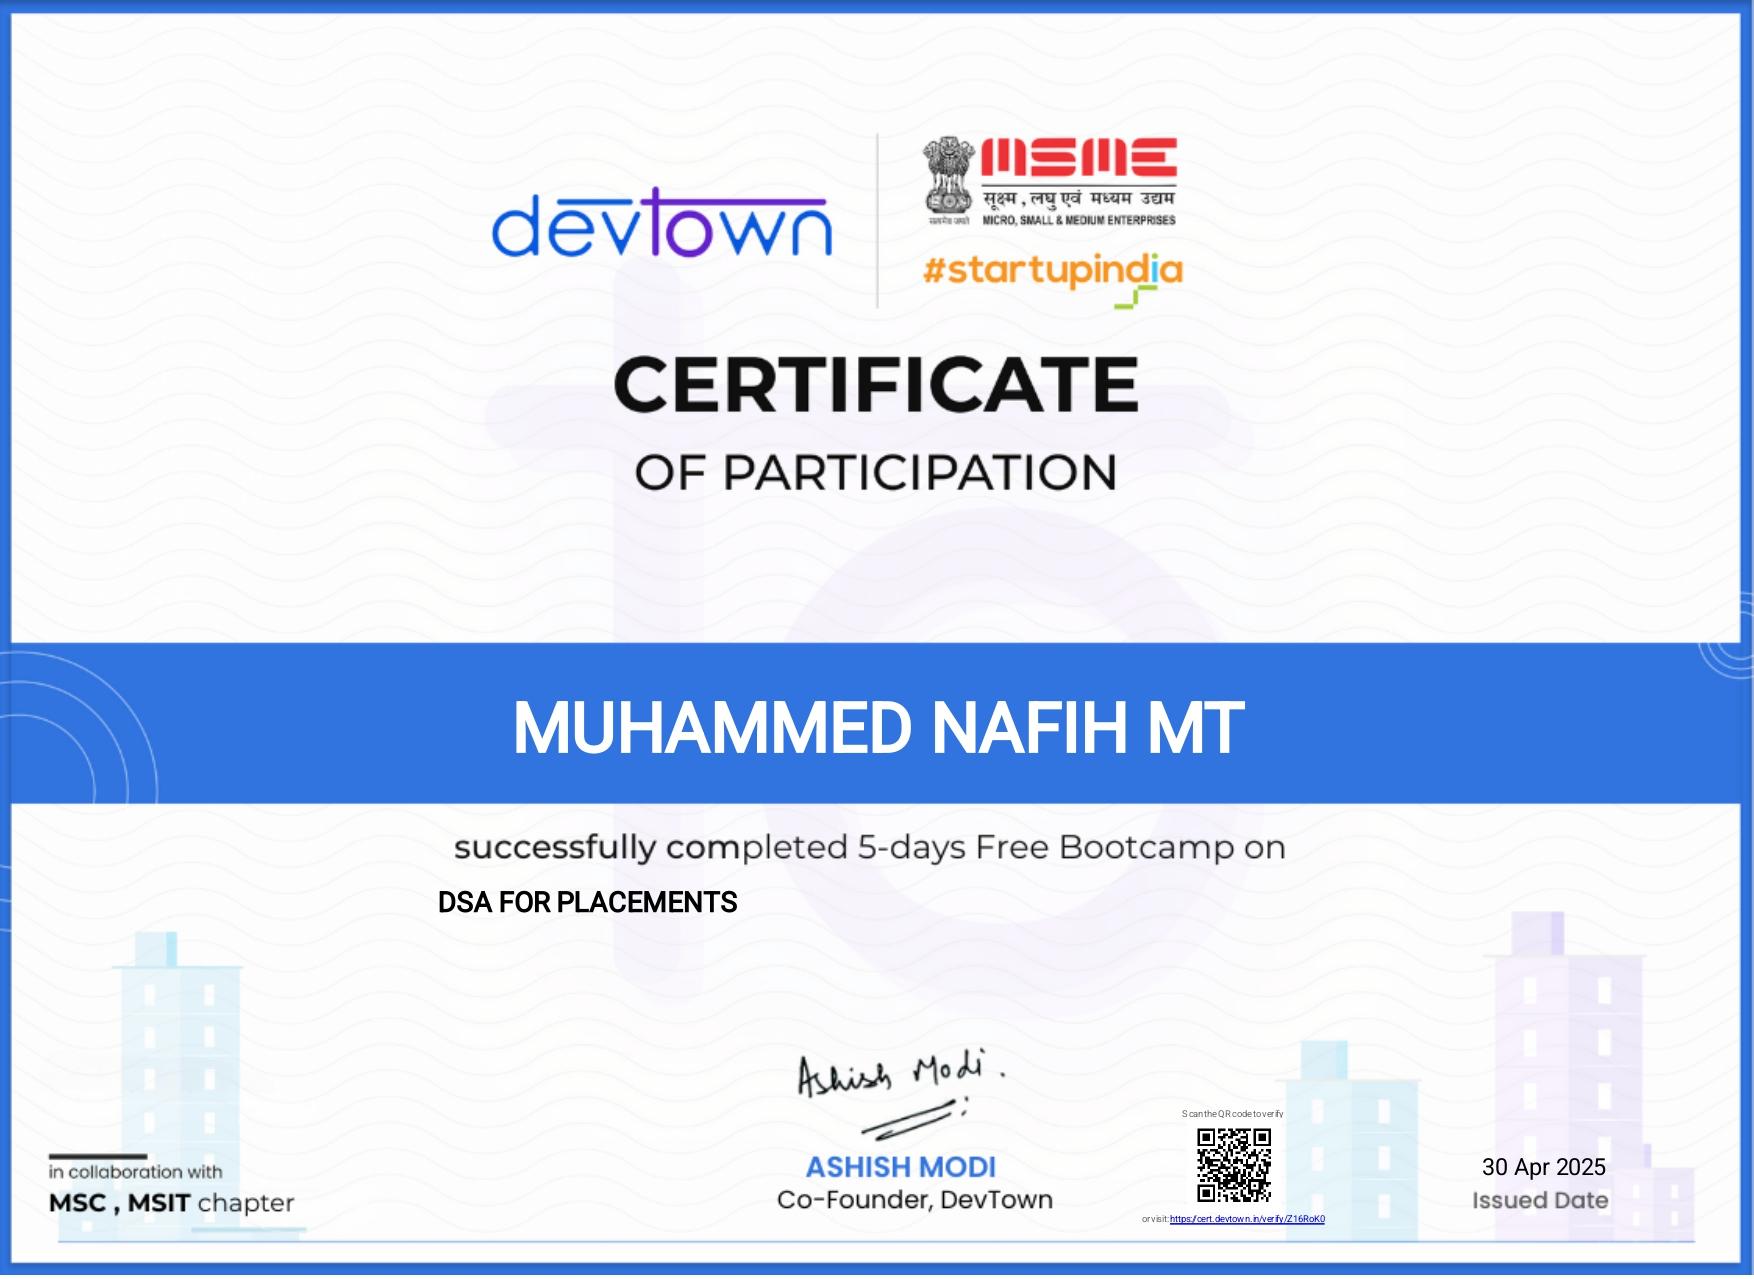 devtown
MSME
सूक्ष्म , लघु एवं मध्यम उद्यम
सत्यमेव जयते
MICRO, SMALL & MEDIUM ENTERPRISES
#startupindia
CERTIFICATE
OF PARTICIPATION
MUHAMMED NAFIH MT
successfully completed 5-days Free Bootcamp on
DSA FOR PLACEMENTS
Ashish Modi.
ASHISH MODI
Co-Founder, DevTown
in collaboration with
MSC , MSIT chapter
Scan the QR code to verify
or visit: https://cert.devtown.in/verify/Z16RoK0
30 Apr 2025
Issued Date